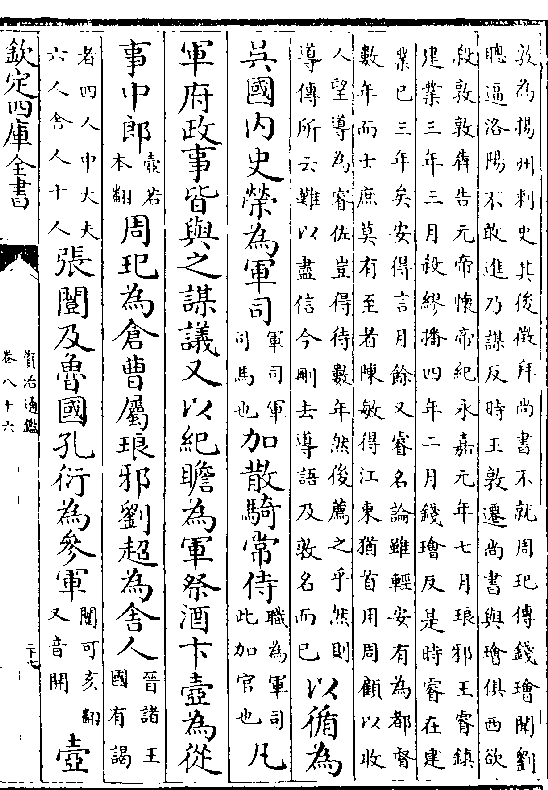 敦為揚州刺史其後徵拜尚書不就周玘傳錢璯聞劉
聰逼洛陽不敢進乃謀反時王敦遷尚書與璯俱西欲
殺敦敦奔告元帝懷帝紀永嘉元年七月琅邪王睿鎮
建業三年三月殺繆播四年二月錢璯反是時睿在建
業已三年矣安得言月餘又睿名論雖輕安有為都督
數年而士庶莫有至者陳敏得江東猶首用周顧以收
人望導為睿佐豈得待數年然後薦之乎然則
導傳所云難以盡信今刪去導語及敦名而已
以循為
吳國内史榮為軍司軍司軍司馬也加散騎常侍職為軍司此加官也凡
軍府政事皆與之謀議又以紀瞻為軍祭酒卞壼為從
事中郎壼若本翻周玘為倉曹屬琅邪劉超為舍人晉諸王國有謁
者四人中大夫六人舍人十人張闓及魯國孔衍為參軍闓可亥翻又音開壼
欽定四庫全書
資治通鑑
卷八十六